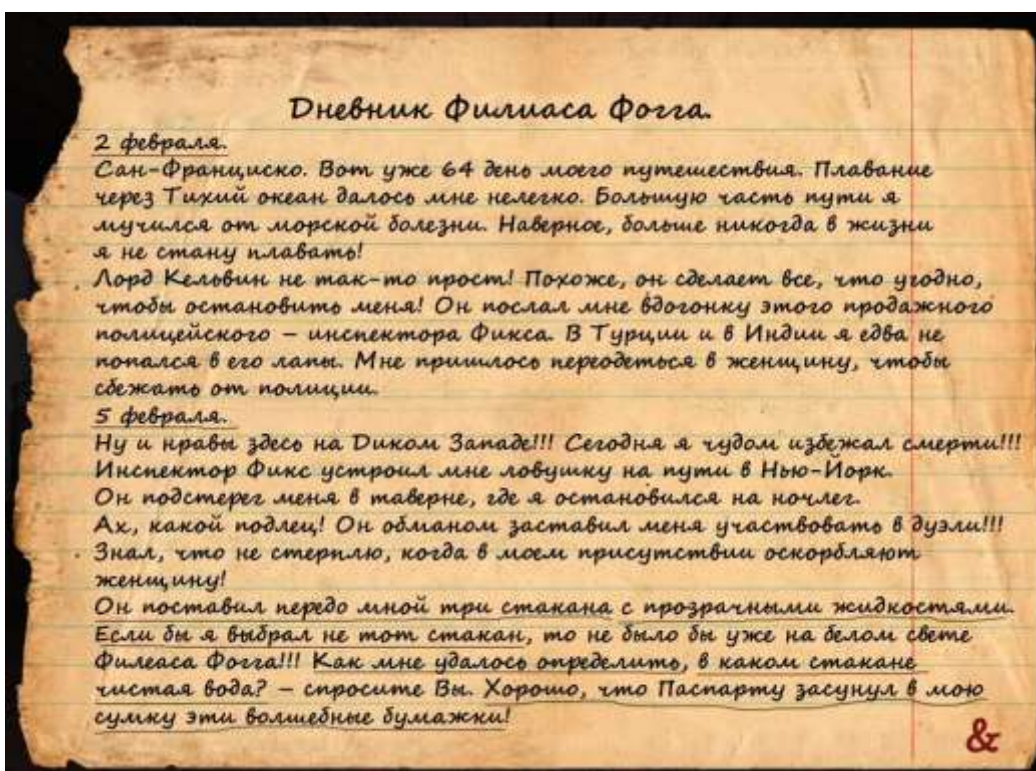 Дневник Филиаса Фогга.
2 февраля.
Сан-Франциско. Вот уже 64 день моего путешествия. Плавание
через Тихий океан далось мне нелегко. Большую часть пути я
мучился от морской болезни. Наверное, больше никогда в жизни
я не стану плавать!
Лорд Кельвин не так-то прост! Похоже, он сделает все, что угодно,
чтобы остановить меня! Он послал мне вдогонку этого продажного
полицейского – инспектора Фикса. В Турции и в Индии я едва не
попался в его лапы. Мне пришлось переодеться в женщину, чтобы
сбежать от полиции.
5 февраля.
Ну и нравы здесь на Диком Западе!!! Сегодня я чудом избежал смерти!!!
Инспектор Фикс устроил мне ловушку на пути в Нью-Йорк.
Он подстерег меня в таверне, где я остановился на ночлег.
Ах, какой подлец! Он обманом заставил меня участвовать в дуэли!!!
Знал, что не стерплю, когда в моем присутствии оскорбляют
женщину!
Он поставил передо мной три стакана с прозрачными жидкостями.
Если бы я выбрал не тот стакан, то не было бы уже на белом свете
Филеаса Фогга!!! Как мне удалось определить, в каком стакане
чистая вода? – спросите Вы. Хорошо, что Паспарту засунул в мою
сумку эти волшебные бумажки!
&